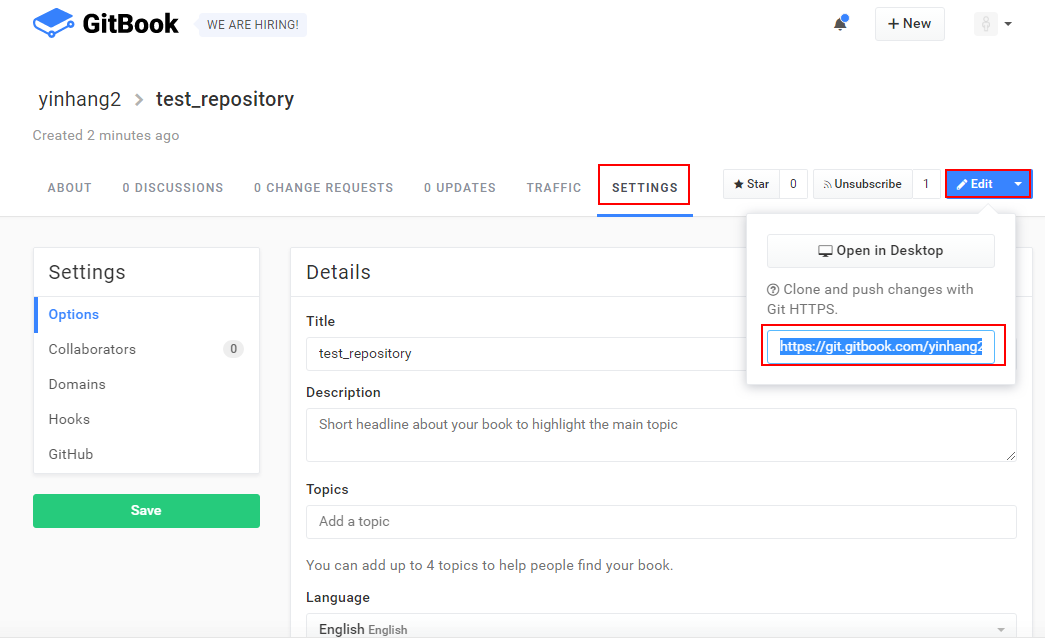 GitBook WE ARE HIRING! + New
yinhang2 > test_repository
Created 2 minutes ago
ABOUT 0 DISCUSSIONS 0 CHANGE REQUESTS 0 UPDATES TRAFFIC SETTINGS Star 0 Unsubscribe 1 Edit
Open in Desktop
Clone and push changes with
Git HTTPS.
https://git.gitbook.com/yinhang2
Settings
Options
Collaborators 0
Domains
Hooks
GitHub
Save
Details
Title
test_repository
Description
Short headline about your book to highlight the main topic
Topics
Add a topic
You can add up to 4 topics to help people find your book.
Language
English English